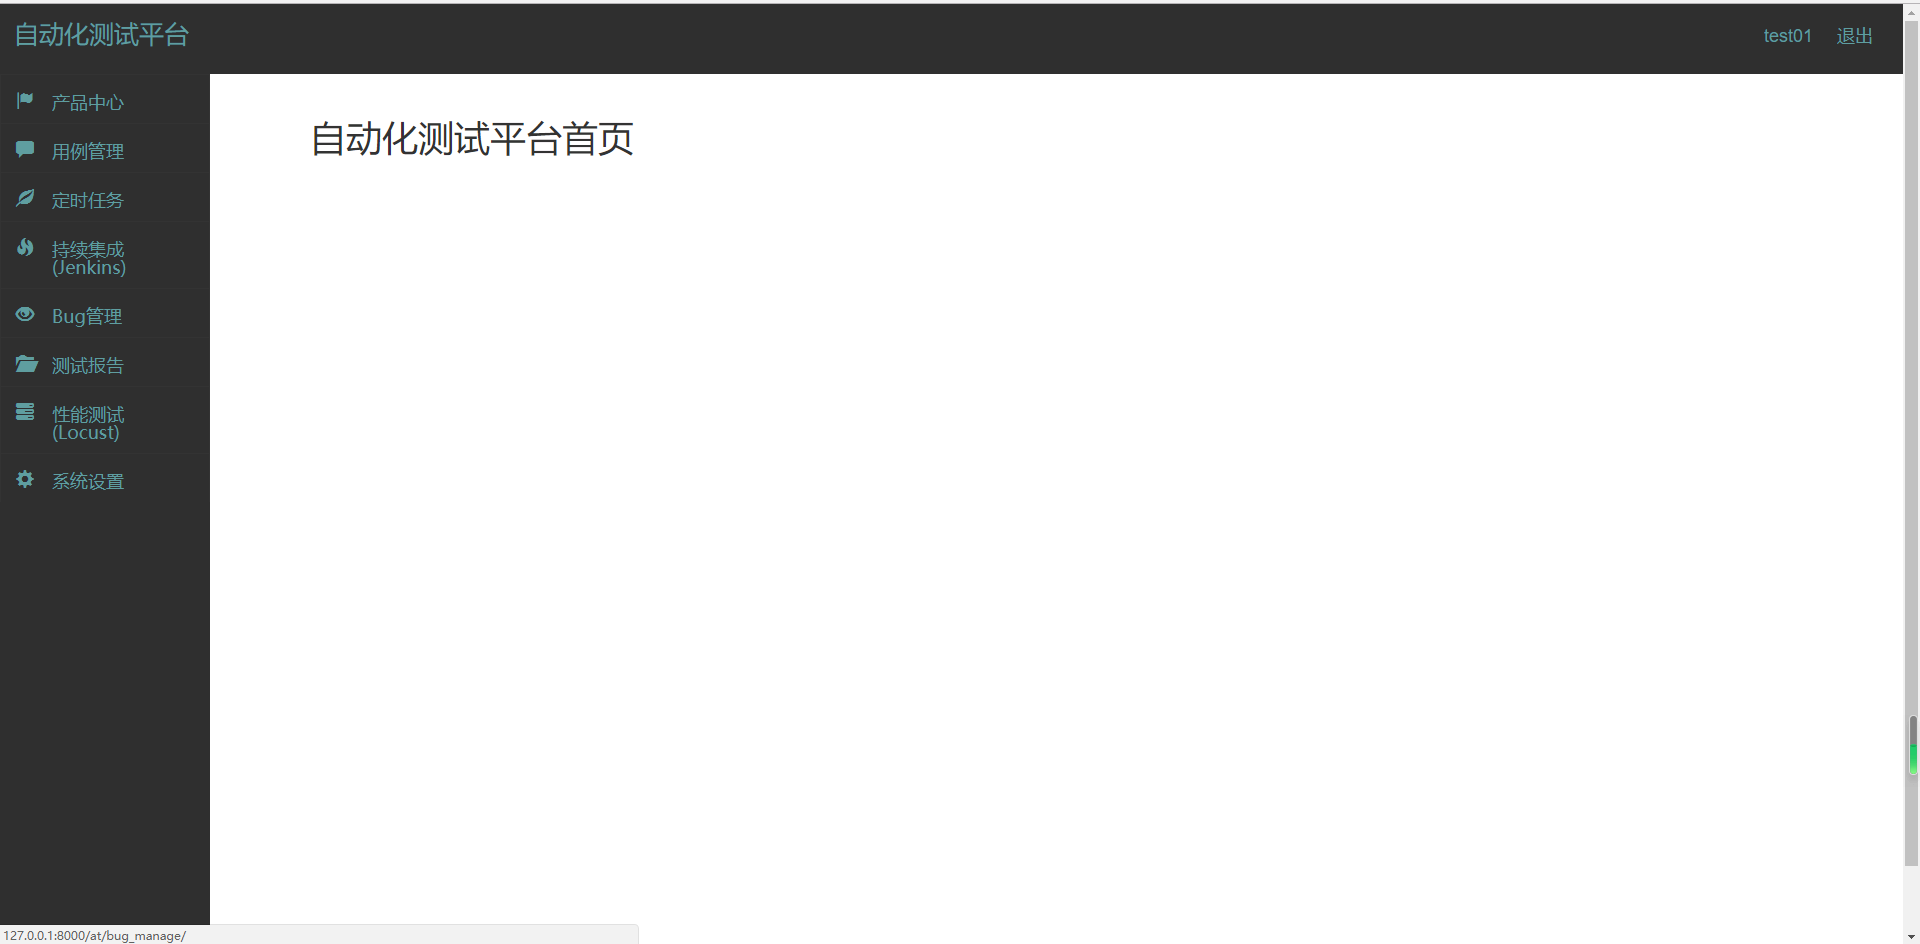 自动化测试平台
test01 退出
产品中心
用例管理
定时任务
持续集成
(Jenkins)
Bug管理
测试报告
性能测试
(Locust)
系统设置
自动化测试平台首页
127.0.0.1:8000/at/bug_manage/